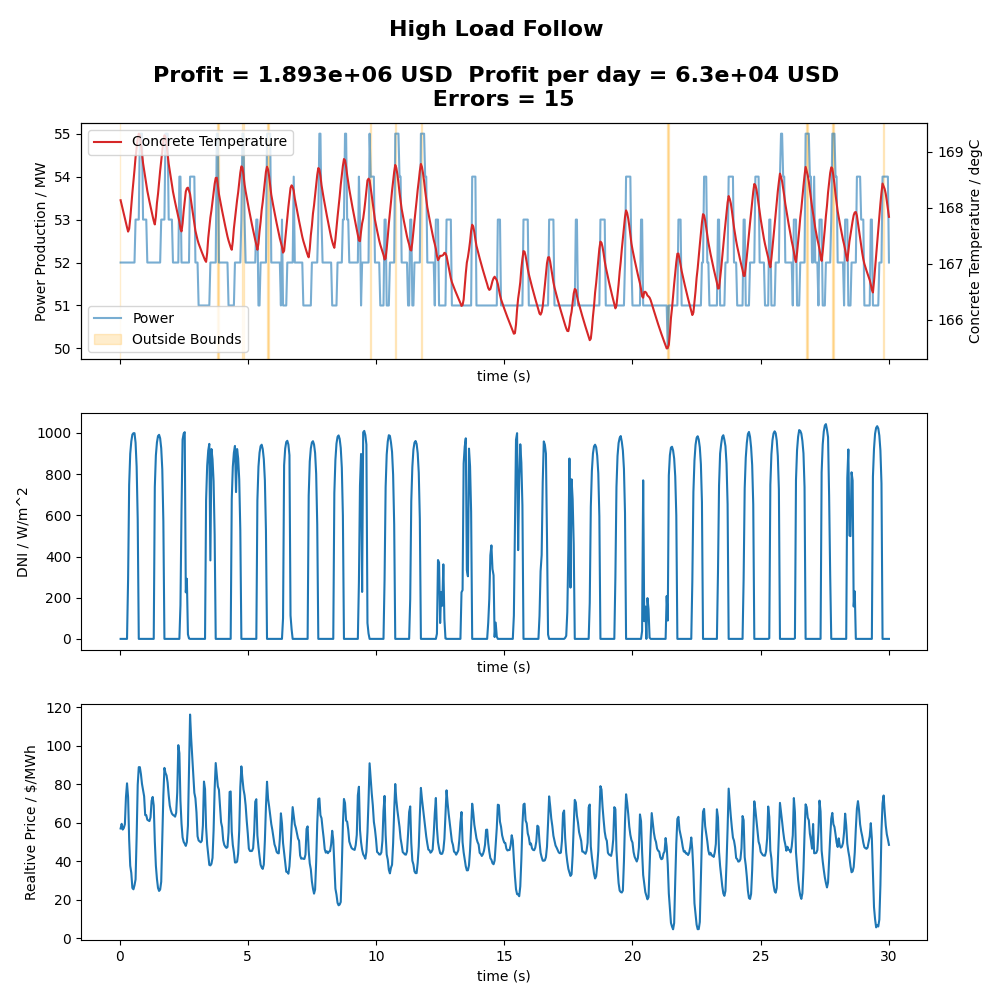 High Load Follow
Profit = 1.893e+06 USD  Profit per day = 6.3e+04 USD
Errors = 15
55
54
53
52
51
50
Power Production / MW
Concrete Temperature
Power
Outside Bounds
169
168
167
166
Concrete Temperature / degC
time (s)
1000
800
600
400
200
0
DNI / W/m^2
time (s)
120
100
80
60
40
20
0
Realtive Price / $/MWh
0 5 10 15 20 25 30
time (s)